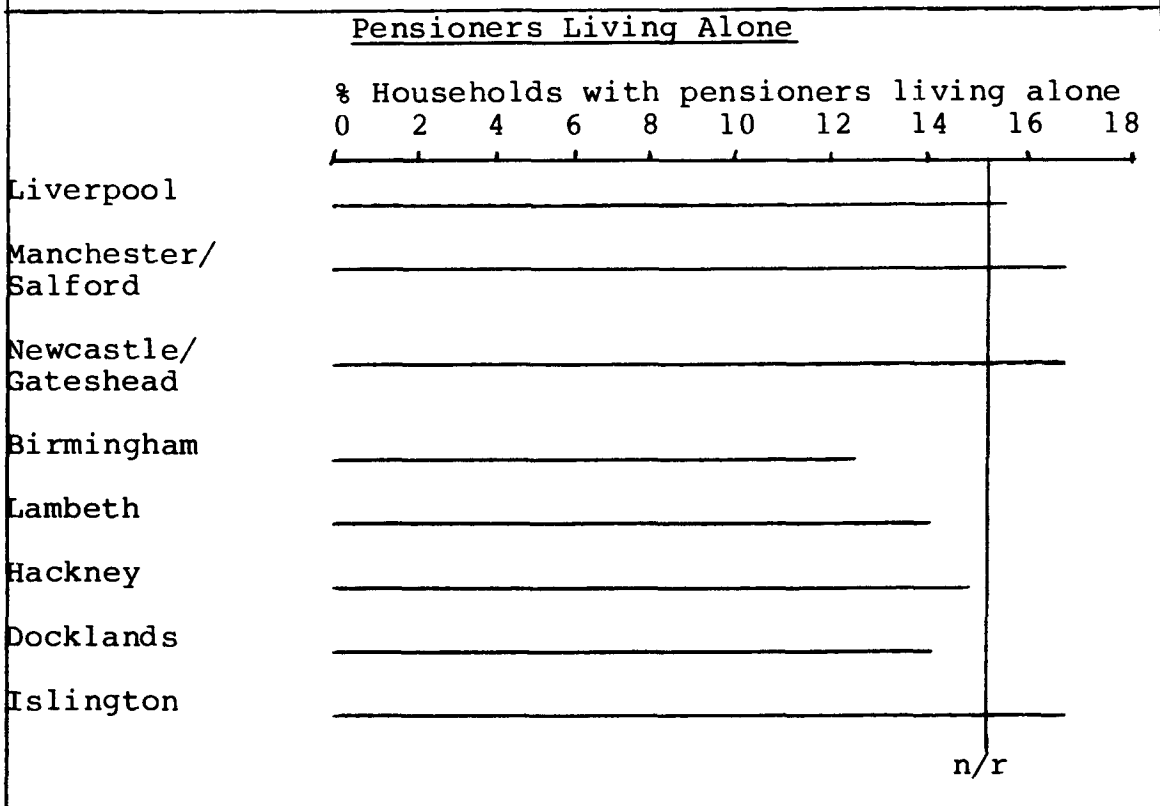 Pensioners Living Alone
% Households with pensioners living alone
0 2 4 6 8 10 12 14 16 18
Liverpool
Manchester/
Salford
Newcastle/
Gateshead
Birmingham
Lambeth
Hackney
Docklands
Islington
n/r